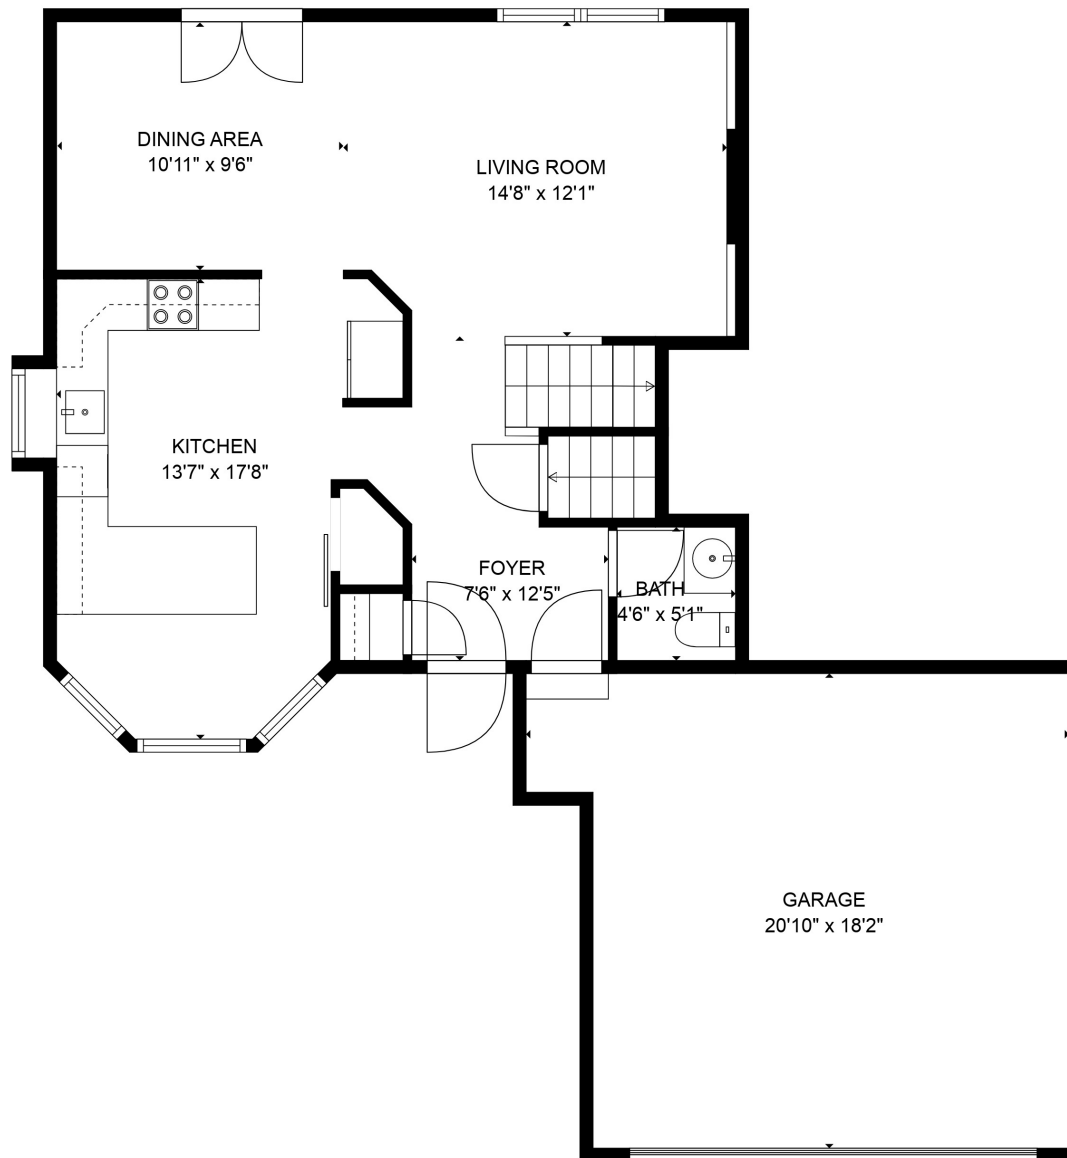 DINING AREA
10'11" x 9'6"
LIVING ROOM
14'8" x 12'1"
KITCHEN
13'7" x 17'8"
FOYER
7'6" x 12'5"
BATH
4'6" x 5'1"
GARAGE
20'10" x 18'2"